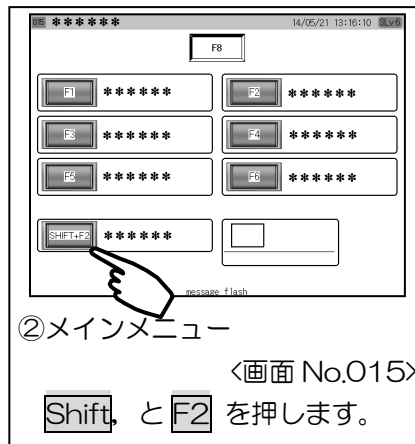 015 ****** 14/05/21 13:16:10 SLv6
F8
F1 ****** F2 ******
F3 ****** F4 ******
F5 ****** F6 ******
SHIFT+F2 ******
message flash
②メインメニュー
<画面 No.015>
Shift, と F2 を押します。